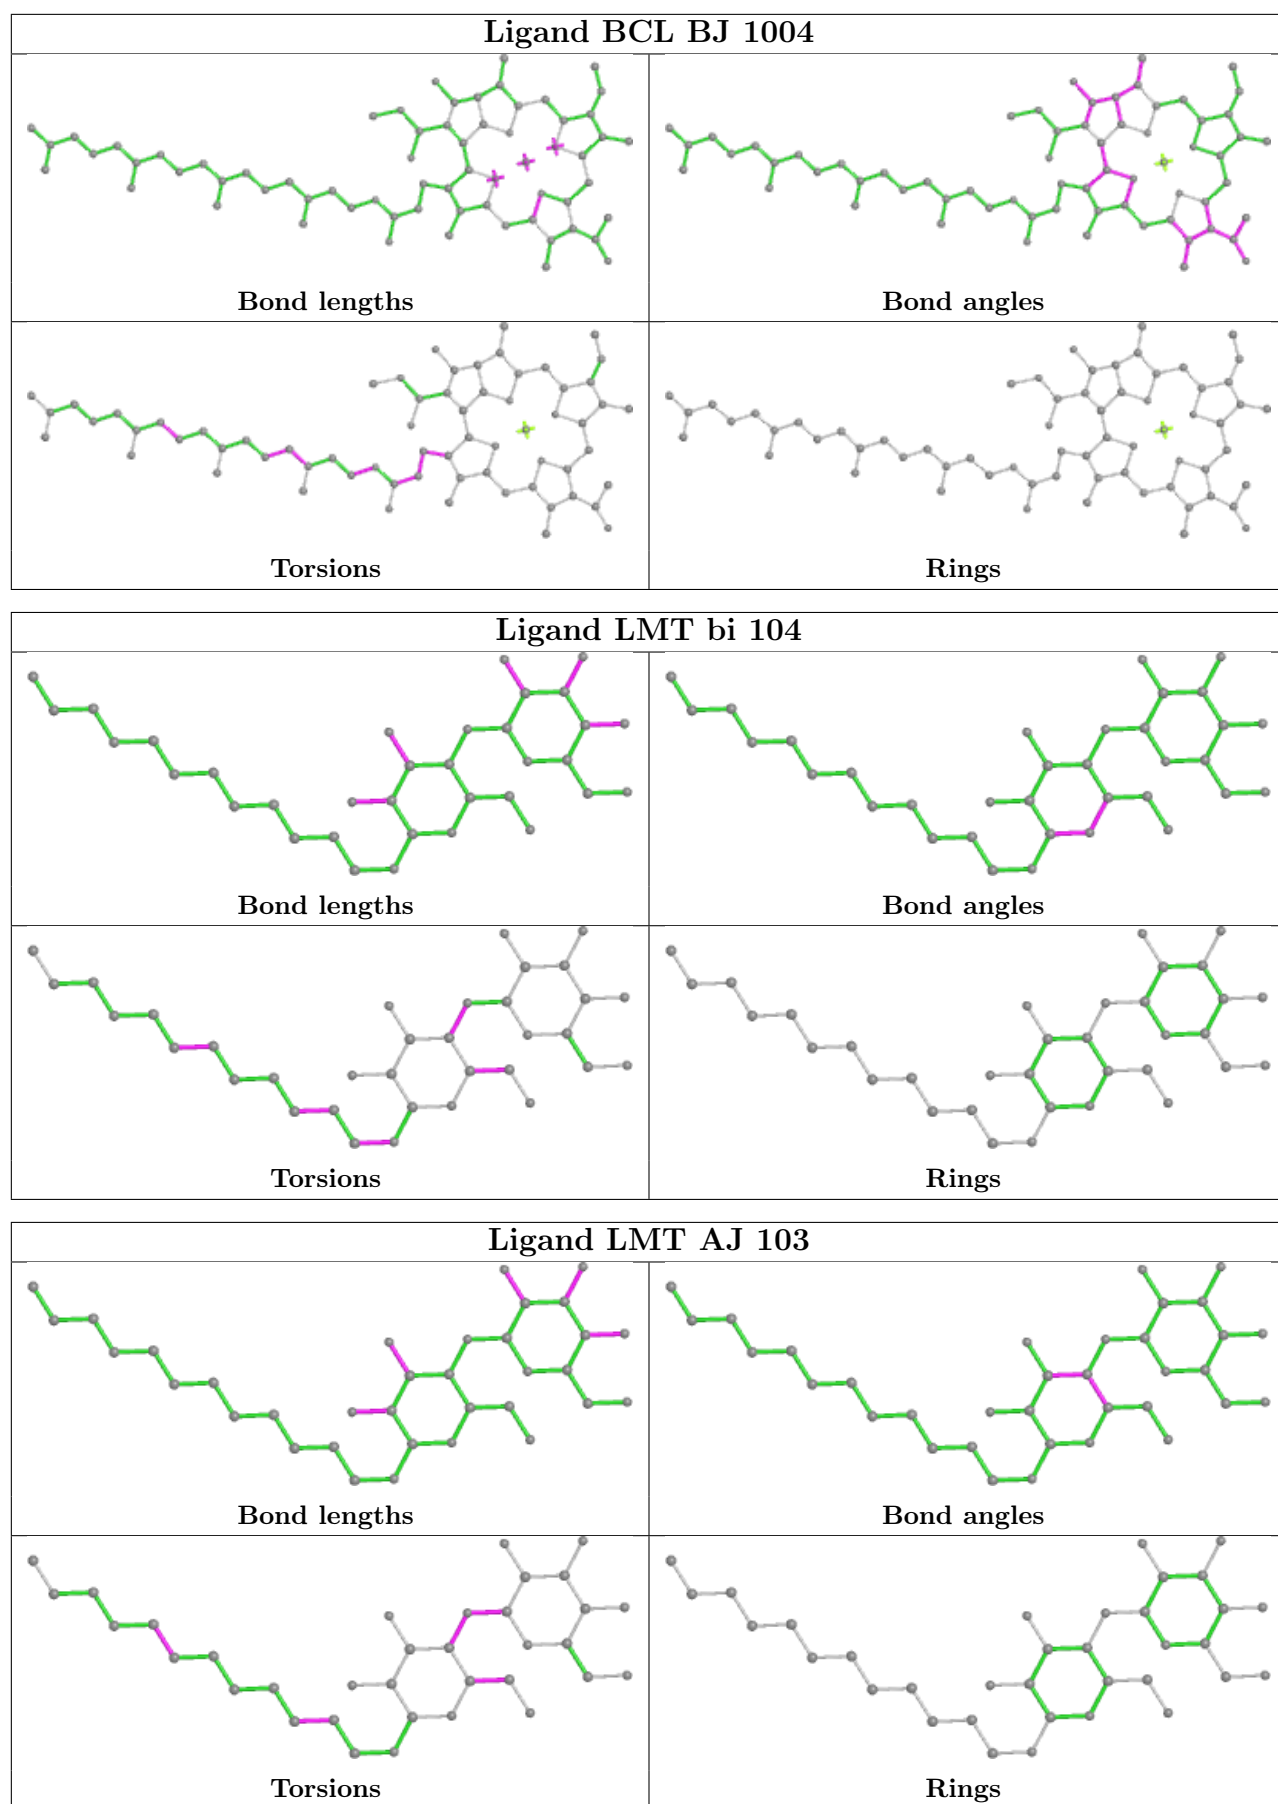 Ligand BCL BJ 1004
Bond lengths
Bond angles
Torsions
Rings
Ligand LMT bi 104
Bond lengths
Bond angles
Torsions
Rings
Ligand LMT AJ 103
Bond lengths
Bond angles
Torsions
Rings